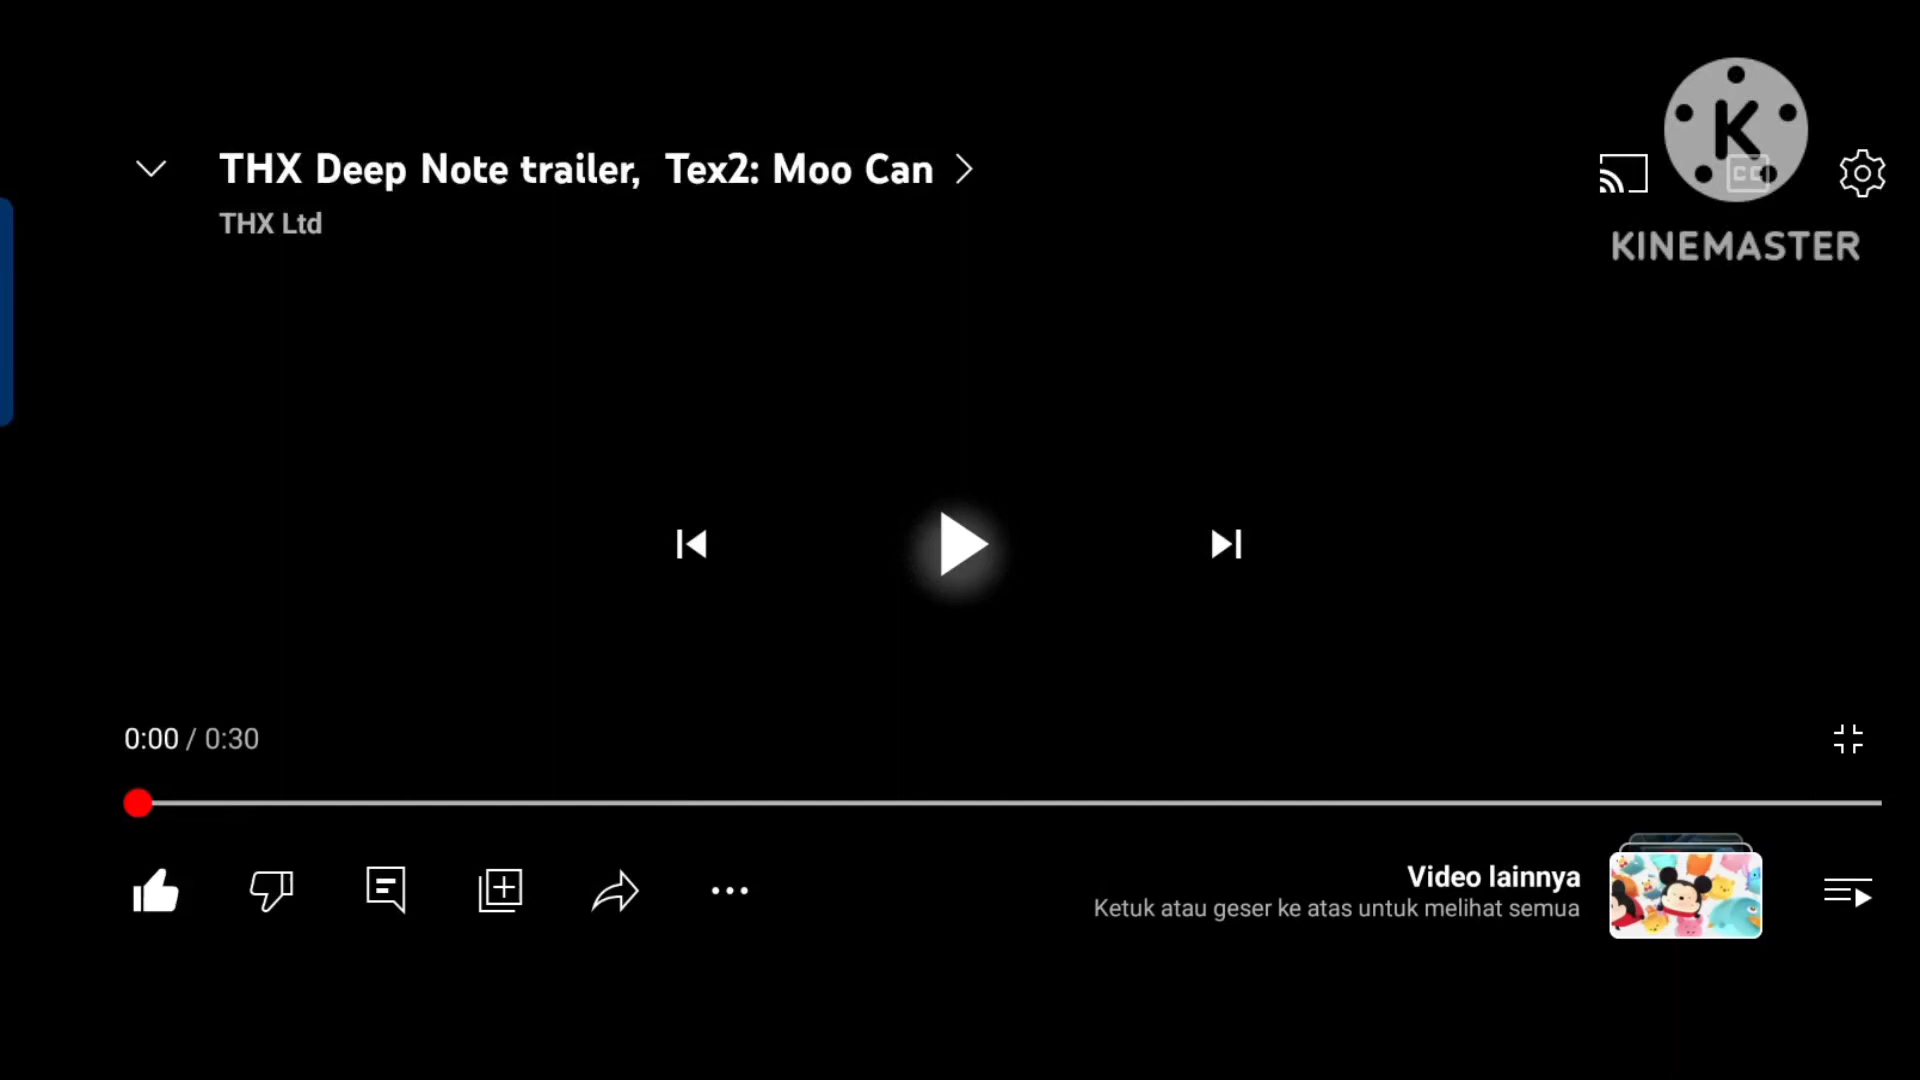 THX Deep Note trailer,  Tex2: Moo Can
THX Ltd
K
CC
KINEMASTER
0:00 / 0:30
Video lainnya
Ketuk atau geser ke atas untuk melihat semua